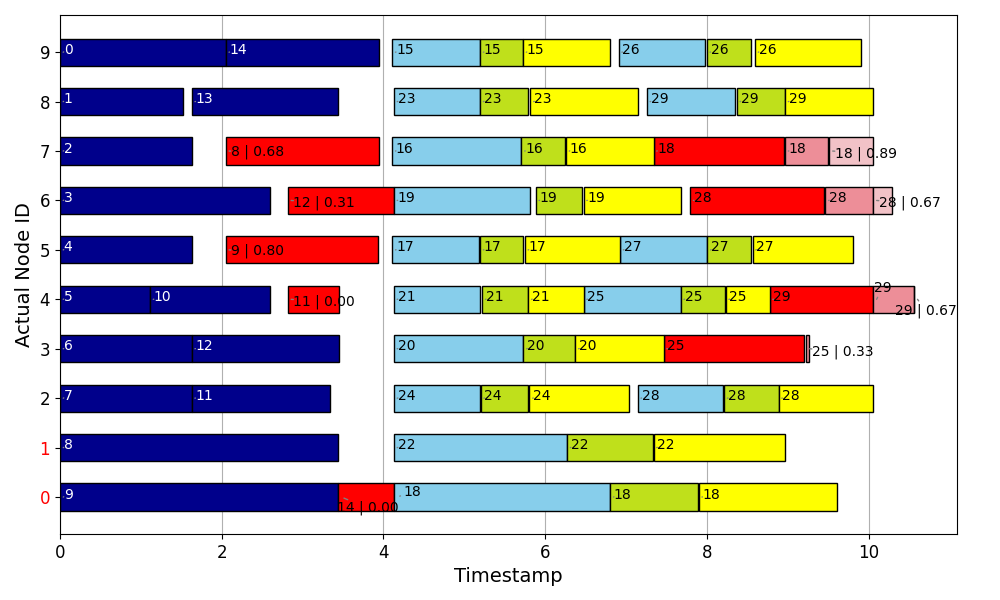 9 0 14 15 15 15 26 26 26
8 1 13 23 23 23 29 29 29
7 2 8 | 0.68 16 16 16 18 18 18 | 0.89
6 3 12 | 0.31 19 19 19 28 28 28 | 0.67
5 4 9 | 0.80 17 17 17 27 27 27
4 5 10 11 | 0.00 21 21 21 25 25 25 29 29 29 | 0.67
3 6 12 20 20 20 25 25 | 0.33
2 7 11 24 24 24 28 28 28
1 8 22 22 22
0 9 14 | 0.00 18 18 18
0 2 4 6 8 10
Timestamp
Actual Node ID